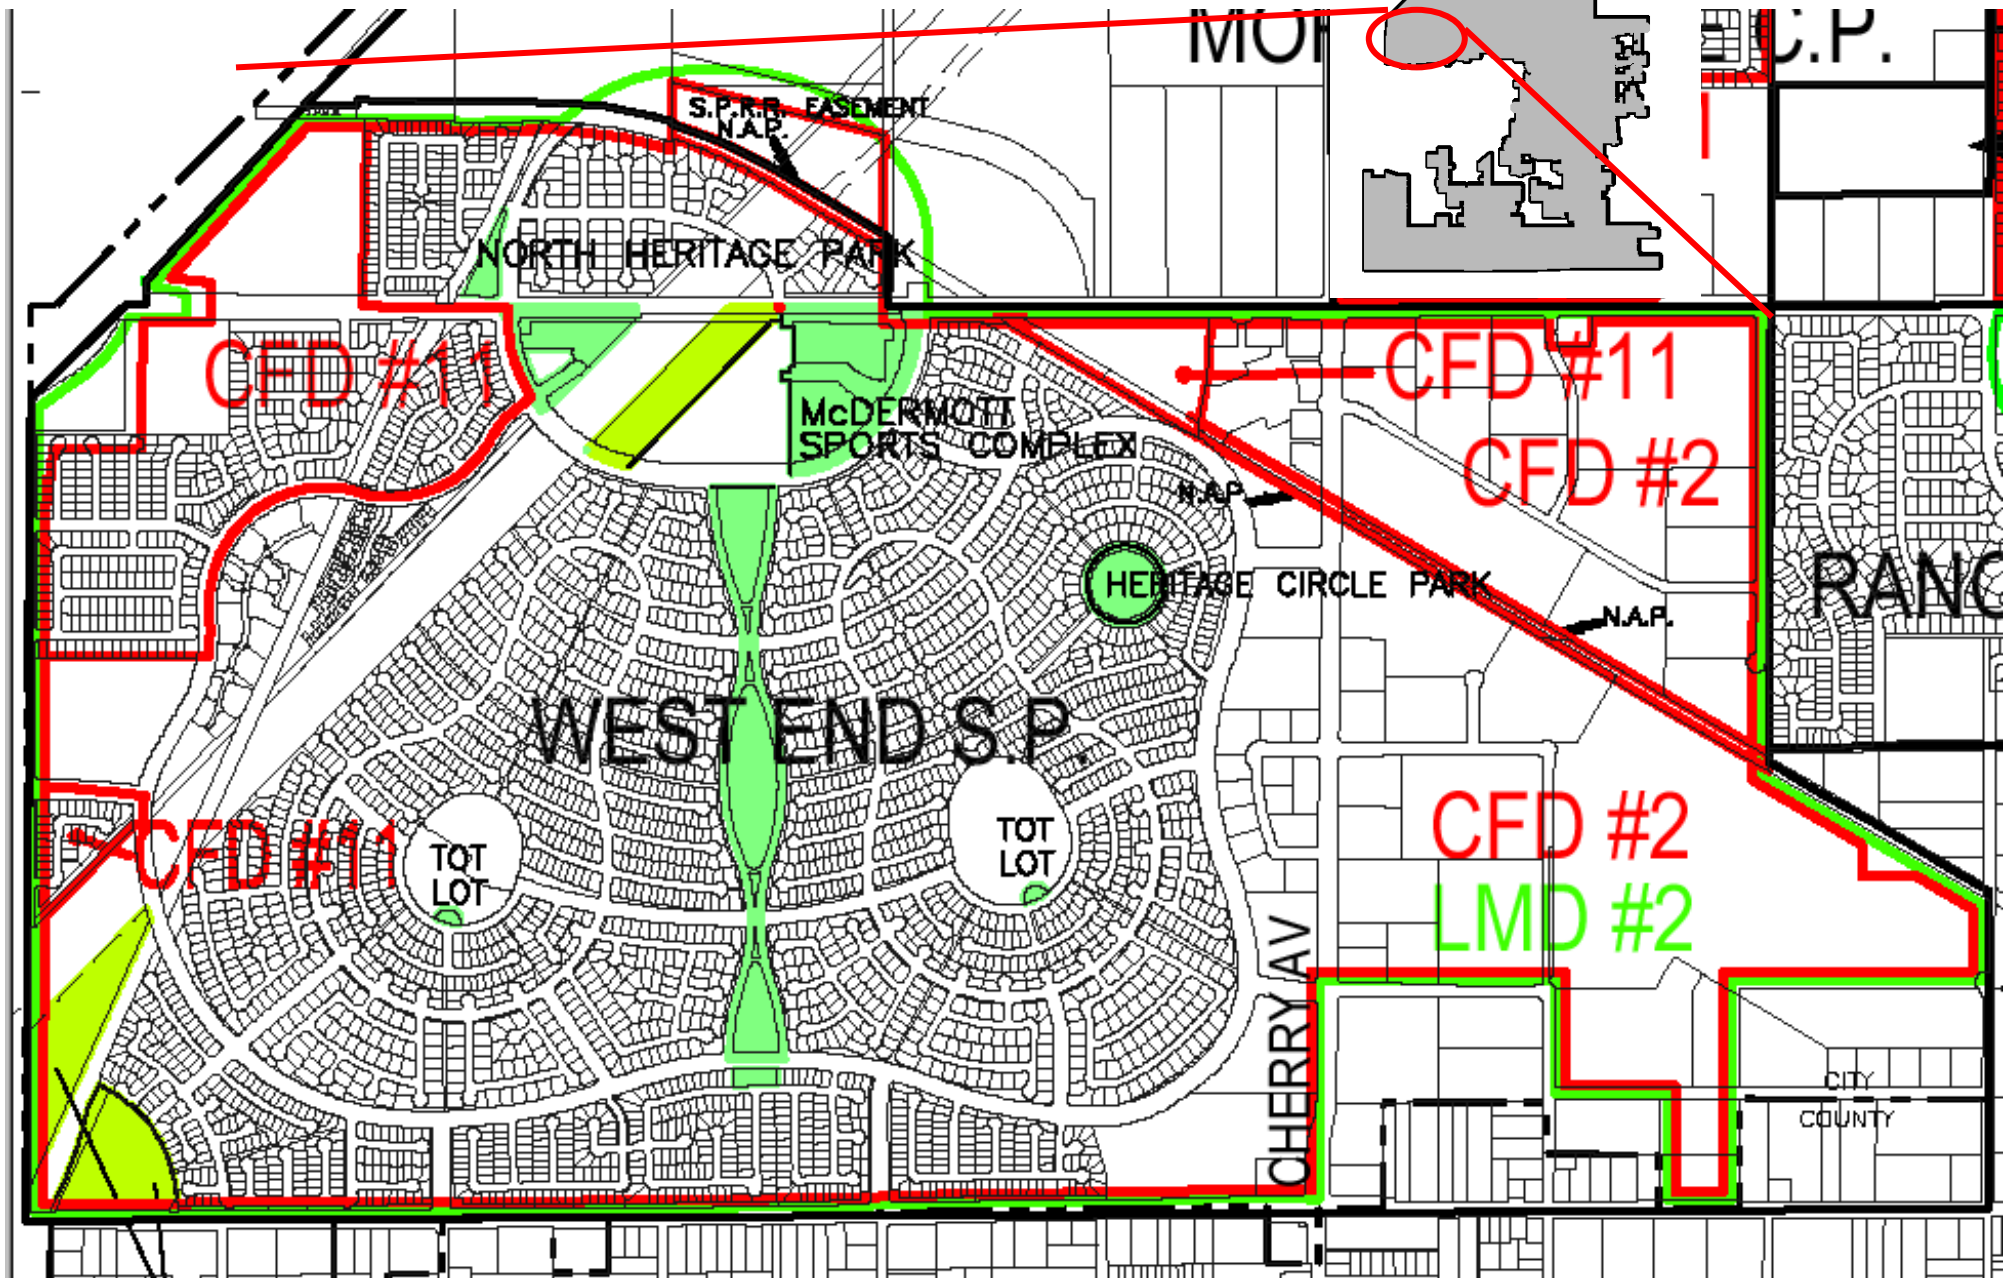 C.P.
S.P.R.R. EASEMENT
N.A.P.
NORTH HERITAGE PARK
CFD #11
CFD #11
McDERMOTT
SPORTS COMPLEX
CFD #2
N.A.P.
HERITAGE CIRCLE PARK
N.A.P.
WEST END S.P.
CFD #11
TOT
LOT
TOT
LOT
CFD #2
LMD #2
CHERRY AV
CITY
COUNTY